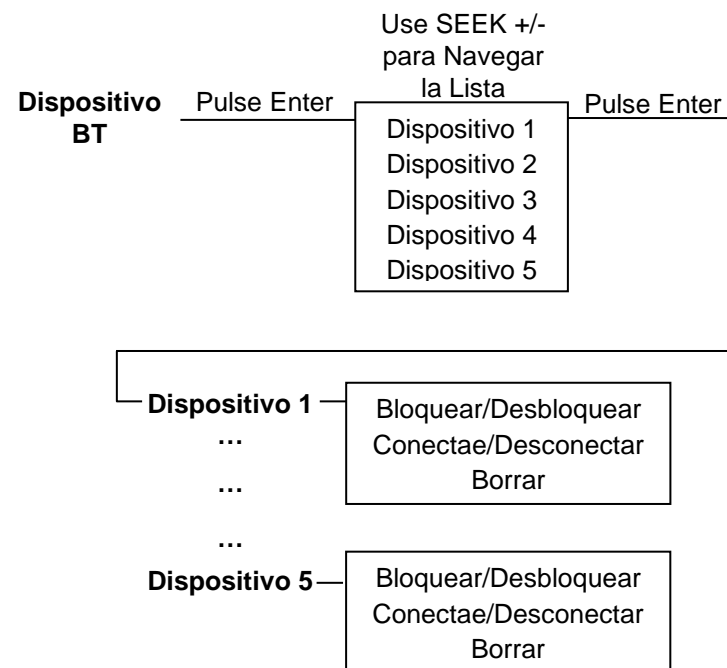 Use SEEK +/-
para Navegar
la Lista
Dispositivo
BT
Pulse Enter
Pulse Enter
Dispositivo 1
Dispositivo 2
Dispositivo 3
Dispositivo 4
Dispositivo 5
Dispositivo 1
Bloquear/Desbloquear
Conectae/Desconectar
Borrar
...
...
...
Dispositivo 5
Bloquear/Desbloquear
Conectae/Desconectar
Borrar